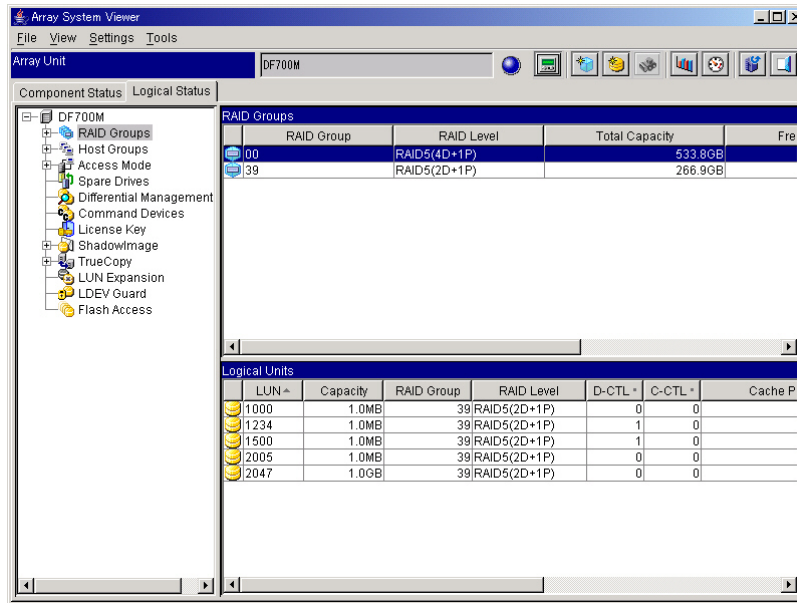 Array System Viewer
File View Settings Tools
Array Unit DF700M
Component Status Logical Status
DF700M
RAID Groups
Host Groups
Access Mode
Spare Drives
Differential Management
Command Devices
License Key
ShadowImage
TrueCopy
LUN Expansion
LDEV Guard
Flash Access
RAID Groups
RAID Group RAID Level Total Capacity Fre
00 RAID5(4D+1P) 533.8GB
39 RAID5(2D+1P) 266.9GB
Logical Units
LUN Capacity RAID Group RAID Level D-CTL * C-CTL * Cache P
1000 1.0MB 39 RAID5(2D+1P) 0 0
1234 1.0MB 39 RAID5(2D+1P) 1 0
1500 1.0MB 39 RAID5(2D+1P) 1 0
2005 1.0MB 39 RAID5(2D+1P) 0 0
2047 1.0GB 39 RAID5(2D+1P) 0 0